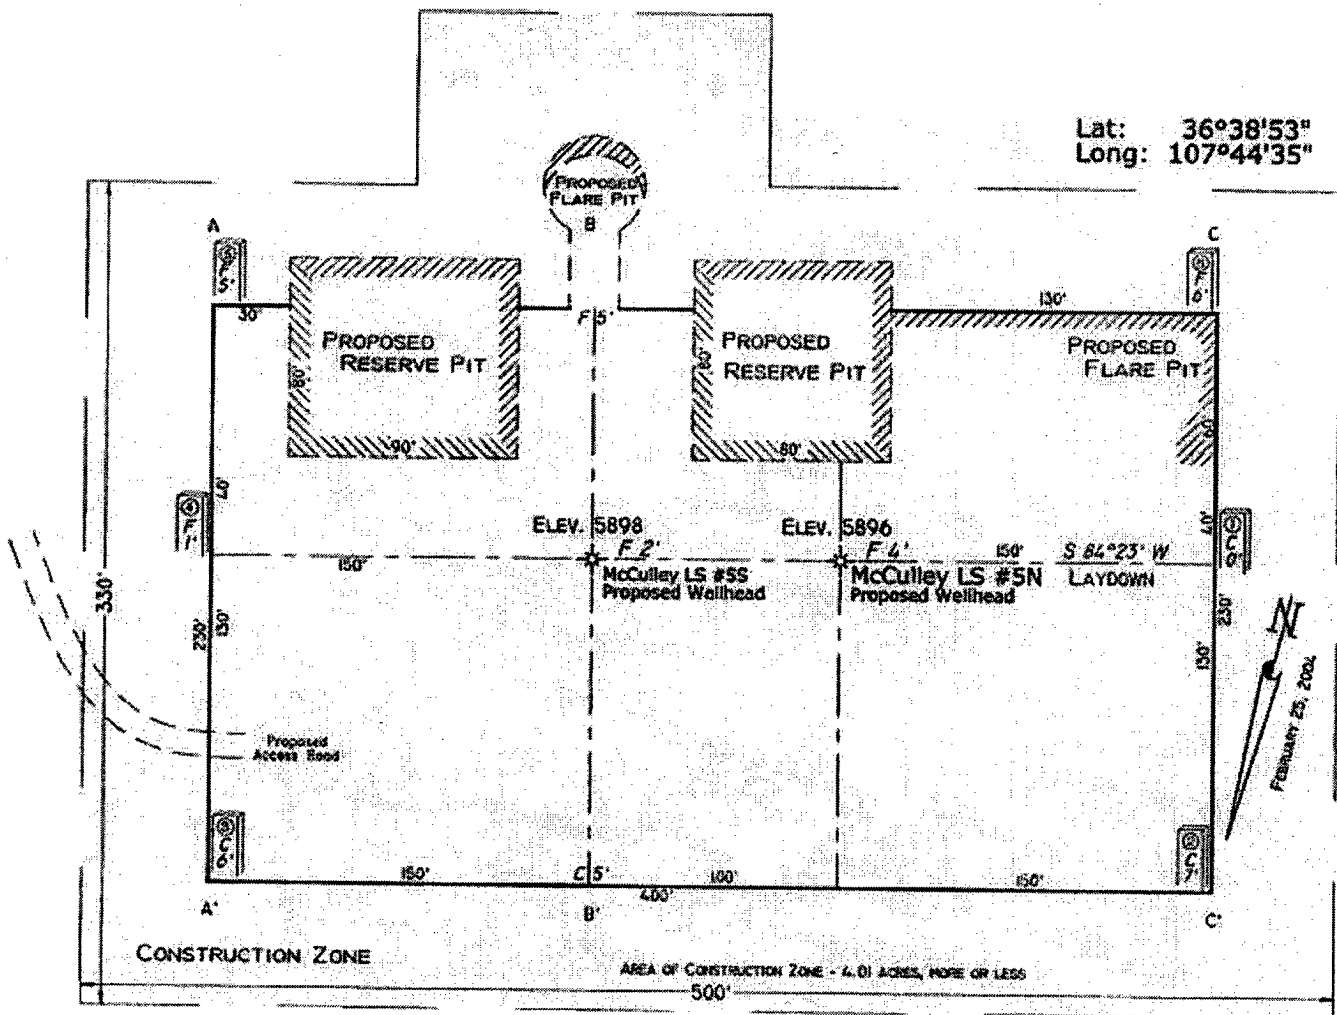 Lat: 36°38'53"
Long: 107°44'35"
PROPOSED
FLARE PIT
B
A
C
5'
6'
30'
F 5'
130'
PROPOSED
RESERVE PIT
80'
90'
PROPOSED
RESERVE PIT
80'
PROPOSED
FLARE PIT
60'
40'
F
1'
ELEV. 5898
F 2'
ELEV. 5896
F 4'
150'
150'
S 84°23' W
40'
McCulley LS #5S
Proposed Wellhead
McCulley LS #5N
Proposed Wellhead
LAYDOWN
330'
230'
130'
230'
150'
N
FEBRUARY 25, 2004
Proposed
Access Road
C
6'
C
7'
150'
C 5'
100'
150'
400'
A'
B'
C'
CONSTRUCTION ZONE
AREA OF CONSTRUCTION ZONE - 4.01 ACRES, MORE OR LESS
500'